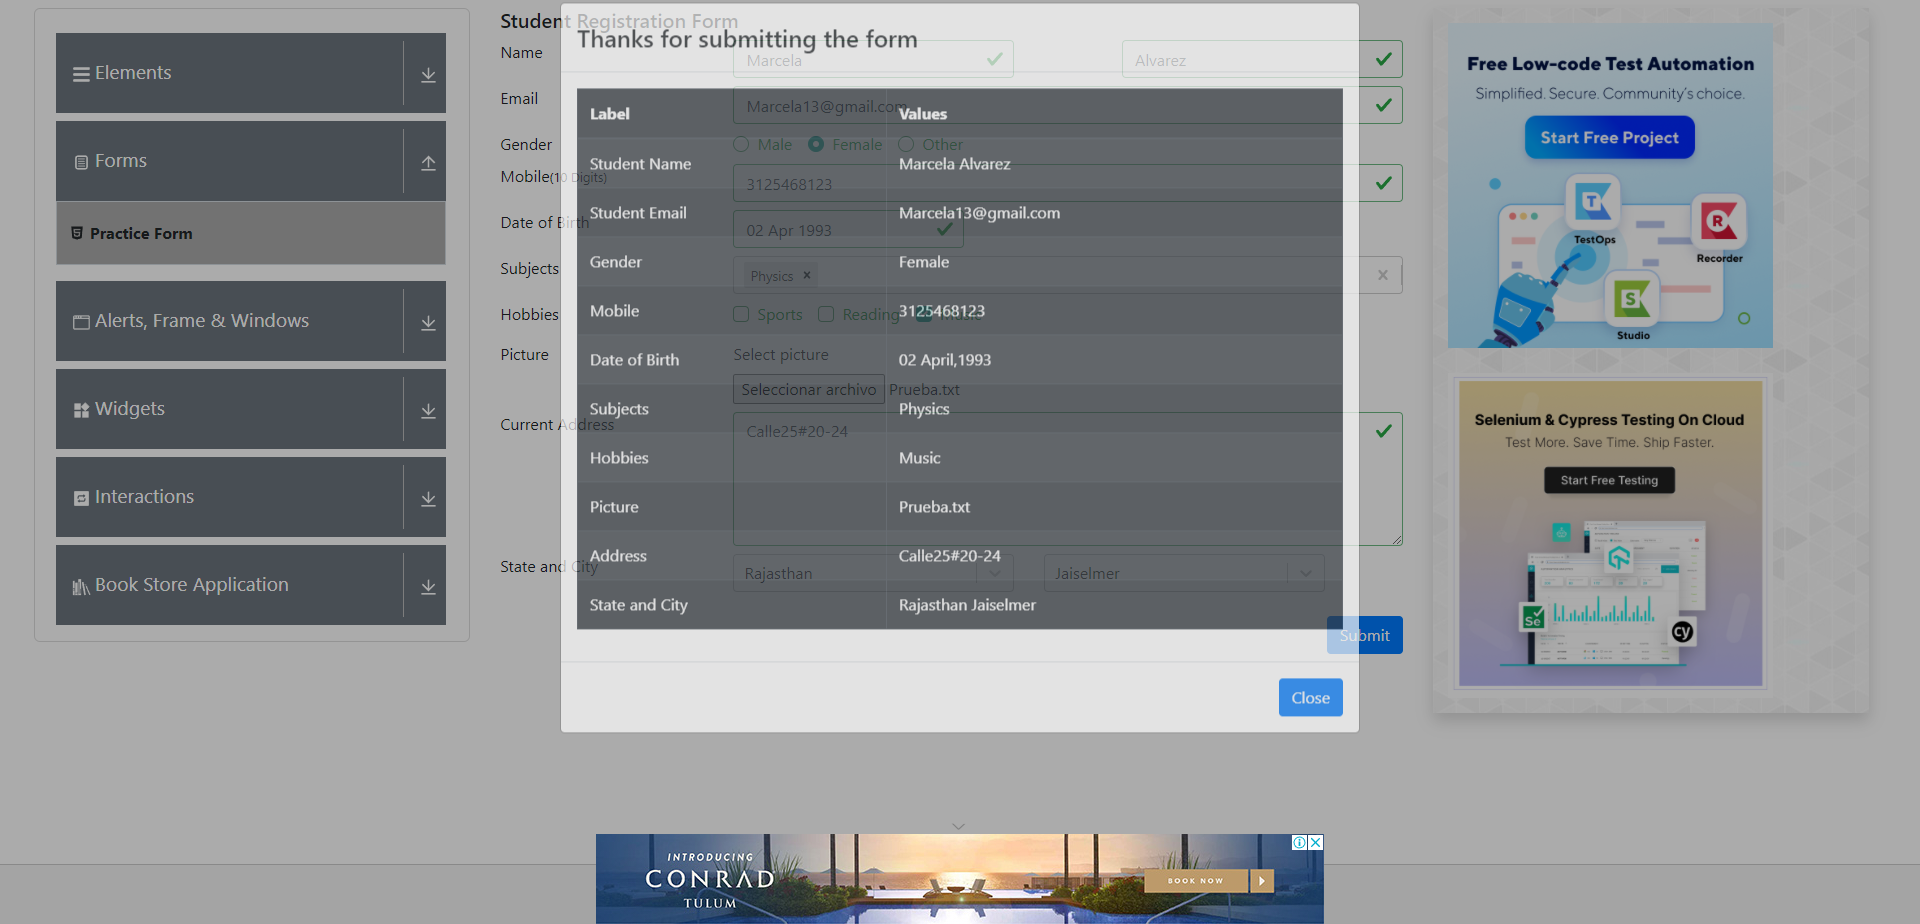 Elements
Forms
Practice Form
Alerts, Frame & Windows
Widgets
Interactions
Book Store Application
Student Registration Form
Name
Marcela
Alvarez
Email
Marcela13@gmail.com
Gender
Male
Female
Other
Mobile(10 Digits)
3125468123
Date of Birth
02 Apr 1993
Subjects
Physics ×
Hobbies
Sports
Reading
Picture
Select picture
Seleccionar archivo Prueba.txt
Current Address
Calle25#20-24
State and City
Rajasthan
Jaiselmer
Submit
Thanks for submitting the form
Label Values
Student Name Marcela Alvarez
Student Email Marcela13@gmail.com
Gender Female
Mobile 3125468123
Date of Birth 02 April,1993
Subjects Physics
Hobbies Music
Picture Prueba.txt
Address Calle25#20-24
State and City Rajasthan Jaiselmer
Close
Free Low-code Test Automation
Simplified. Secure. Community's choice.
Start Free Project
T
TestOps
R
Recorder
S
Studio
Selenium & Cypress Testing On Cloud
Test More. Save Time. Ship Faster.
Start Free Testing
Se
cy
INTRODUCING
CONRAD
TULUM
BOOK NOW